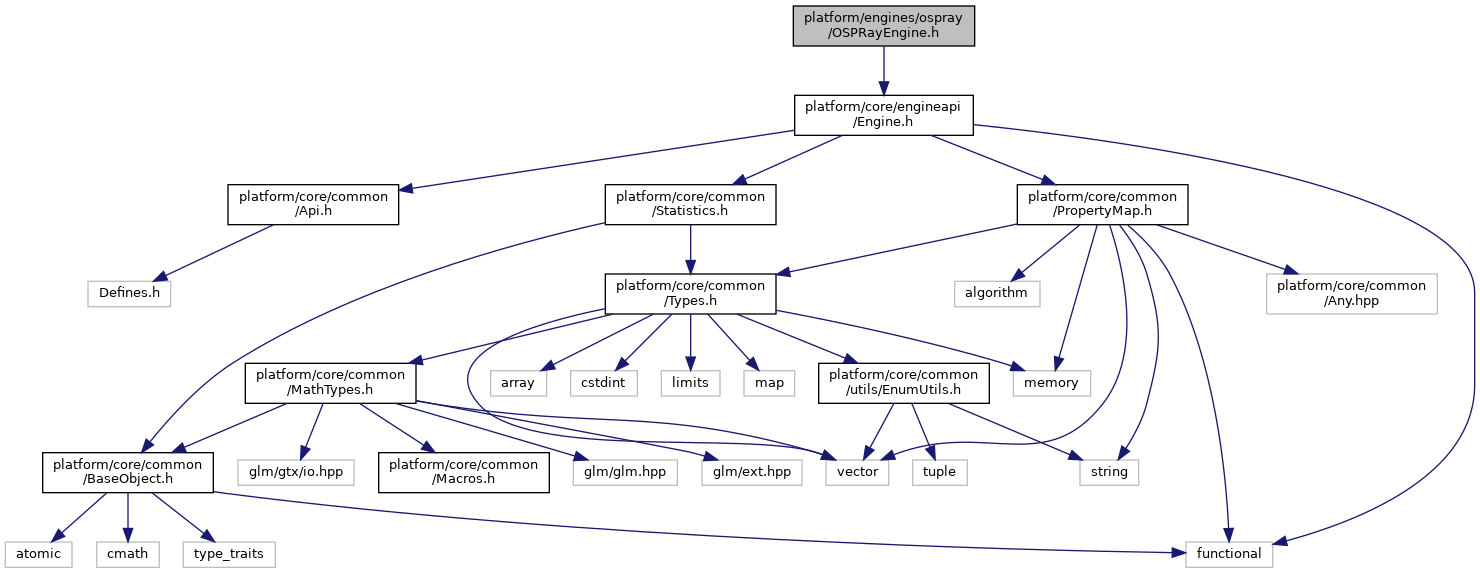 platform/engines/ospray
/OSPRayEngine.h
platform/core/engineapi
/Engine.h
platform/core/common
/Api.h
platform/core/common
/Statistics.h
platform/core/common
/PropertyMap.h
Defines.h
platform/core/common
/Types.h
algorithm
platform/core/common
/Any.hpp
platform/core/common
/MathTypes.h
array
cstdint
limits
map
platform/core/common
/utils/EnumUtils.h
memory
platform/core/common
/BaseObject.h
glm/gtx/io.hpp
platform/core/common
/Macros.h
glm/glm.hpp
glm/ext.hpp
vector
tuple
string
atomic
cmath
type_traits
functional